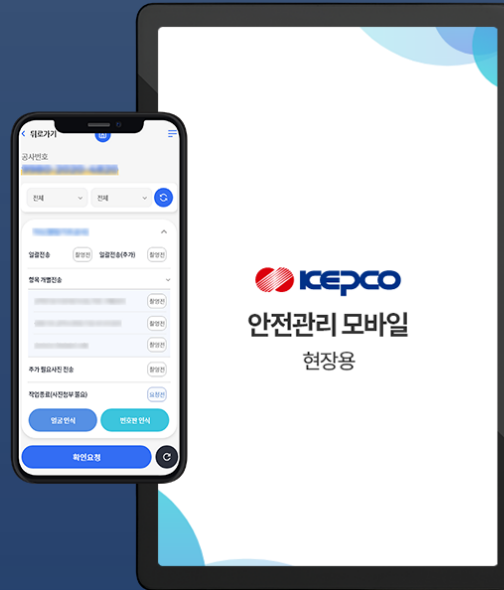 뒤로가기
공사번호
전체
전체
일괄전송
촬영전
일괄전송(추가)
촬영전
항목 개별전송
촬영전
촬영전
촬영전
추가 필요사진 전송
촬영전
작업종료(사진첨부 필요)
요청전
얼굴인식
번호판 인식
확인요청
KEPCO
안전관리 모바일
현장용